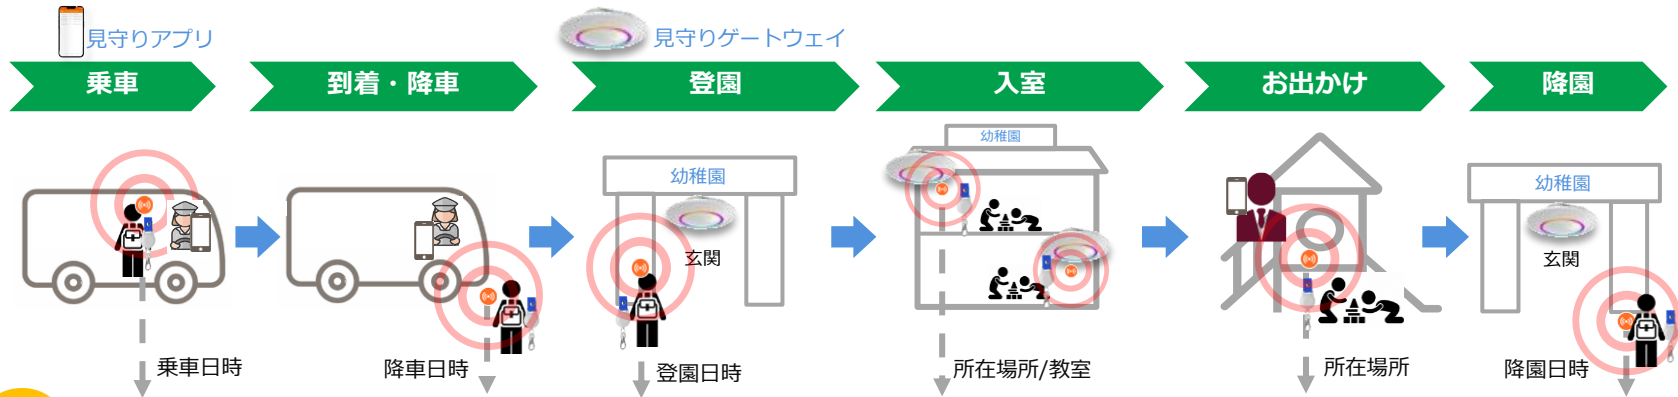 見守りアプリ
見守りゲートウェイ
乗車
到着・降車
登園
入室
お出かけ
降園
幼稚園
幼稚園
幼稚園
玄関
玄関
乗車日時
降車日時
登園日時
所在場所/教室
所在場所
降園日時